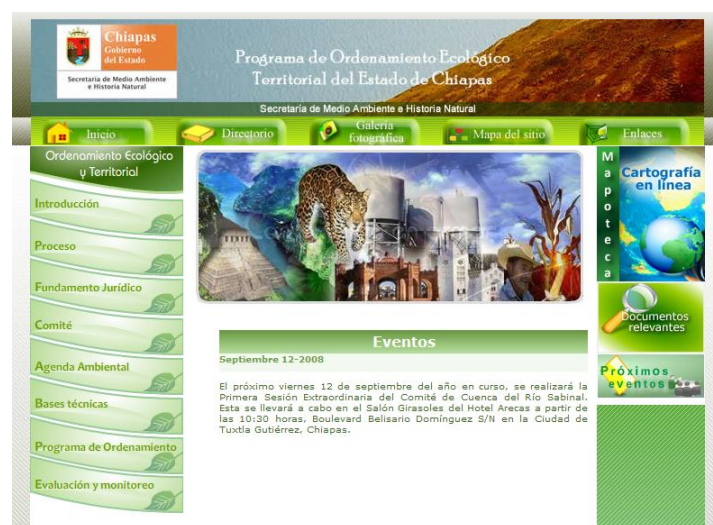 Chiapas
Gobierno
del Estado
Secretaría de Medio Ambiente
e Historia Natural
Programa de Ordenamiento Ecológico
Territorial del Estado de Chiapas
Secretaría de Medio Ambiente e Historia Natural
Inicio
Directorio
Galería
fotográfica
Mapa del sitio
Enlaces
Ordenamiento Ecológico
y Territorial
Introducción
Proceso
Fundamento Jurídico
Comité
Agenda Ambiental
Bases técnicas
Programa de Ordenamiento
Evaluación y monitoreo
Eventos
Septiembre 12-2008
El próximo viernes 12 de septiembre del año en curso, se realizará la
Primera Sesión Extraordinaria del Comité de Cuenca del Río Sabinal.
Esta se llevará a cabo en el Salón Girasoles del Hotel Arecas a partir de
las 10:30 horas, Boulevard Belisario Domínguez S/N en la Ciudad de
Tuxtla Gutiérrez, Chiapas.
Mapoteca
Cartografía
en línea
Documentos
relevantes
Próximos
eventos